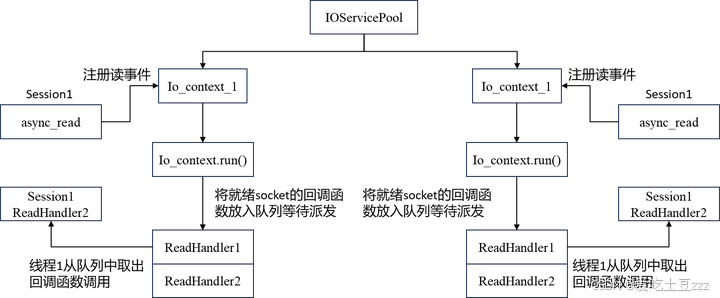 IOServicePool
注册读事件
Session1
async_read
Io_context_1
Io_context.run()
将就绪socket的回调函
数放入队列等待派发
Session1
ReadHandler2
ReadHandler1
ReadHandler2
线程1从队列中取出
回调函数调用
注册读事件
Session1
async_read
Io_context_1
Io_context.run()
将就绪socket的回调函
数放入队列等待派发
Session1
ReadHandler2
ReadHandler1
ReadHandler2
线程1从队列中取出
回调函数调用